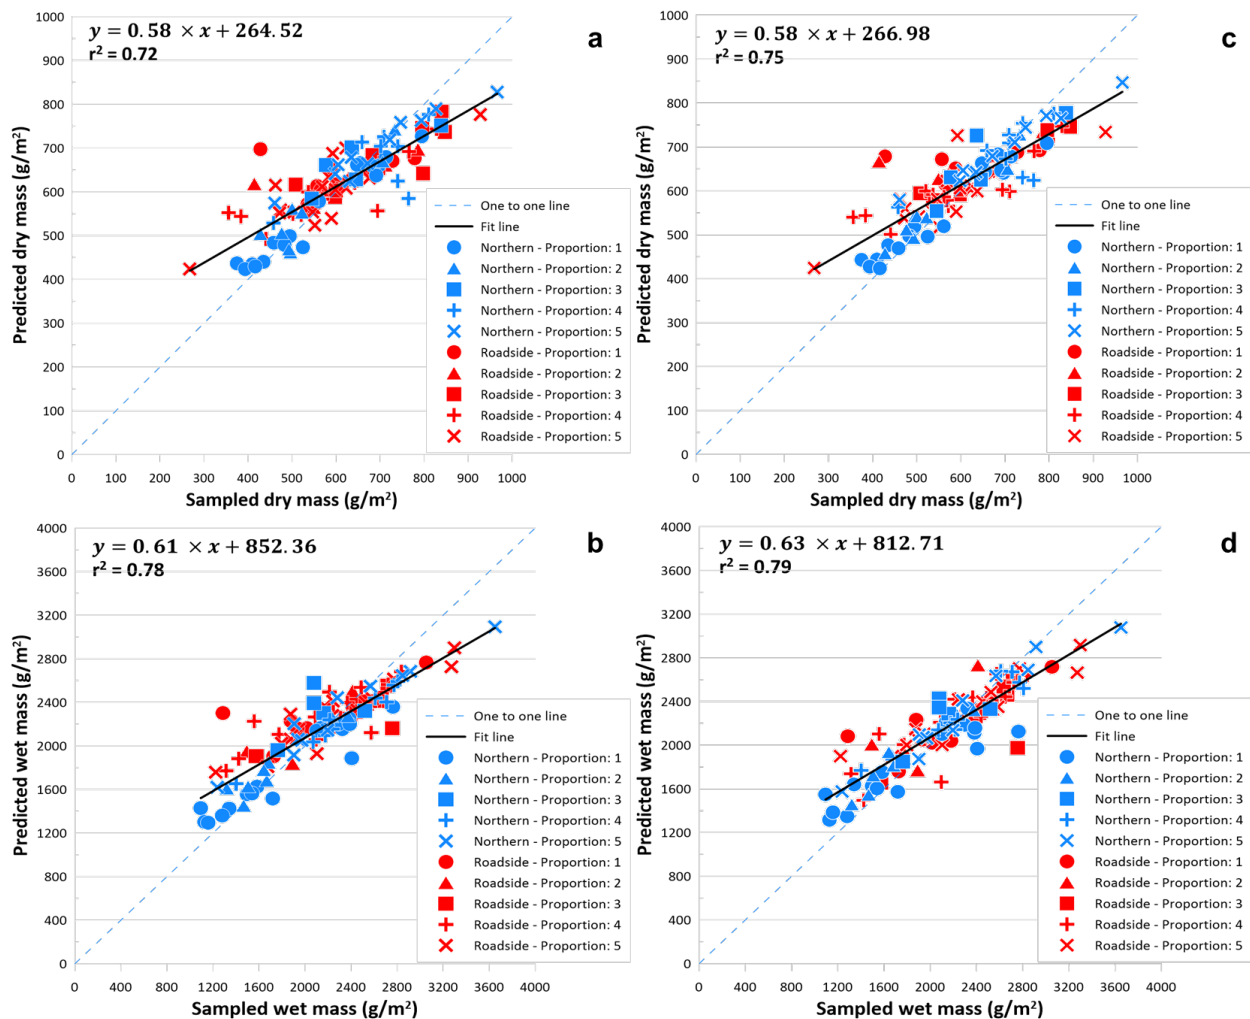 y = 0.58 × x + 264.52
r² = 0.72
a
Predicted dry mass (g/m²)
1000
900
800
700
600
500
400
300
200
100
0
One to one line
Fit line
Northern - Proportion: 1
Northern - Proportion: 2
Northern - Proportion: 3
Northern - Proportion: 4
Northern - Proportion: 5
Roadside - Proportion: 1
Roadside - Proportion: 2
Roadside - Proportion: 3
Roadside - Proportion: 4
Roadside - Proportion: 5
0 100 200 300 400 500 600 700 800 900 1000
Sampled dry mass (g/m²)
y = 0.58 × x + 266.98
r² = 0.75
c
Predicted dry mass (g/m²)
1000
900
800
700
600
500
400
300
200
100
0
One to one line
Fit line
Northern - Proportion: 1
Northern - Proportion: 2
Northern - Proportion: 3
Northern - Proportion: 4
Northern - Proportion: 5
Roadside - Proportion: 1
Roadside - Proportion: 2
Roadside - Proportion: 3
Roadside - Proportion: 4
Roadside - Proportion: 5
0 100 200 300 400 500 600 700 800 900 1000
Sampled dry mass (g/m²)
y = 0.61 × x + 852.36
r² = 0.78
b
Predicted wet mass (g/m²)
4000
3600
3200
2800
2400
2000
1600
1200
800
400
0
One to one line
Fit line
Northern - Proportion: 1
Northern - Proportion: 2
Northern - Proportion: 3
Northern - Proportion: 4
Northern - Proportion: 5
Roadside - Proportion: 1
Roadside - Proportion: 2
Roadside - Proportion: 3
Roadside - Proportion: 4
Roadside - Proportion: 5
0 400 800 1200 1600 2000 2400 2800 3200 3600 4000
Sampled wet mass (g/m²)
y = 0.63 × x + 812.71
r² = 0.79
d
Predicted wet mass (g/m²)
4000
3600
3200
2800
2400
2000
1600
1200
800
400
0
One to one line
Fit line
Northern - Proportion: 1
Northern - Proportion: 2
Northern - Proportion: 3
Northern - Proportion: 4
Northern - Proportion: 5
Roadside - Proportion: 1
Roadside - Proportion: 2
Roadside - Proportion: 3
Roadside - Proportion: 4
Roadside - Proportion: 5
0 400 800 1200 1600 2000 2400 2800 3200 3600 4000
Sampled wet mass (g/m²)